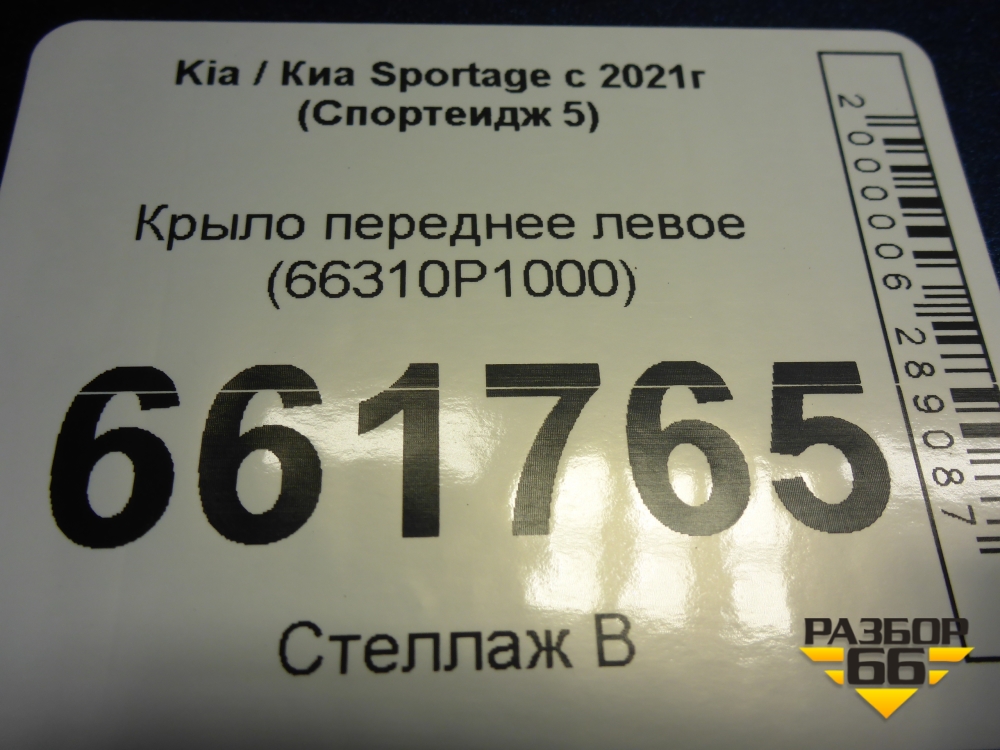 Kia / Киа Sportage с 2021г
(Спортеидж 5)
Крыло переднее левое
(66310P1000)
661765
Стеллаж В
2000006289087
РАЗБОР
66